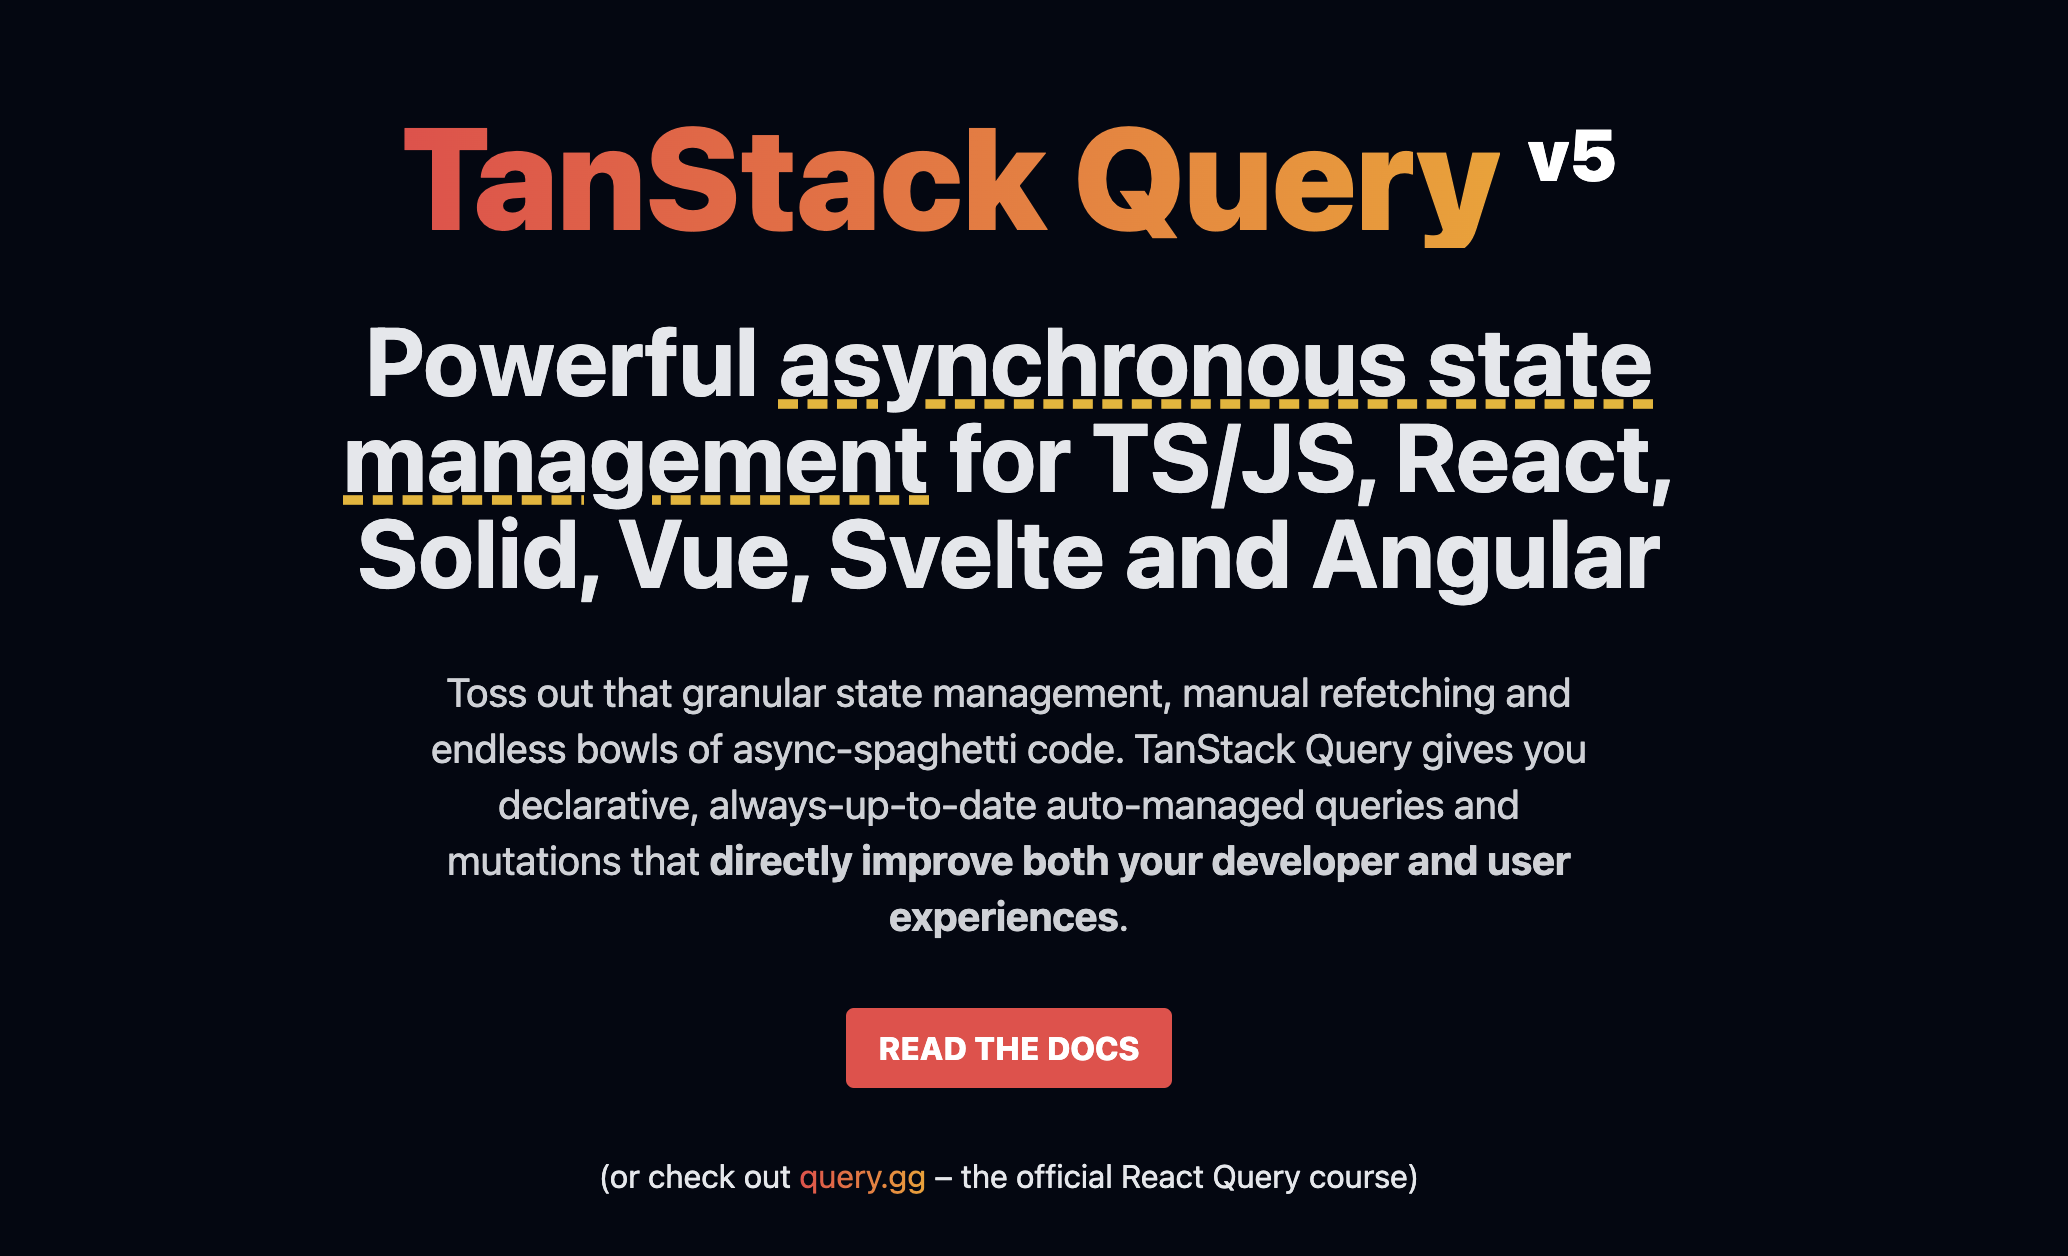 TanStack Query v5
Powerful asynchronous state
management for TS/JS, React,
Solid, Vue, Svelte and Angular
Toss out that granular state management, manual refetching and
endless bowls of async-spaghetti code. TanStack Query gives you
declarative, always-up-to-date auto-managed queries and
mutations that directly improve both your developer and user
experiences.
READ THE DOCS
(or check out query.gg – the official React Query course)